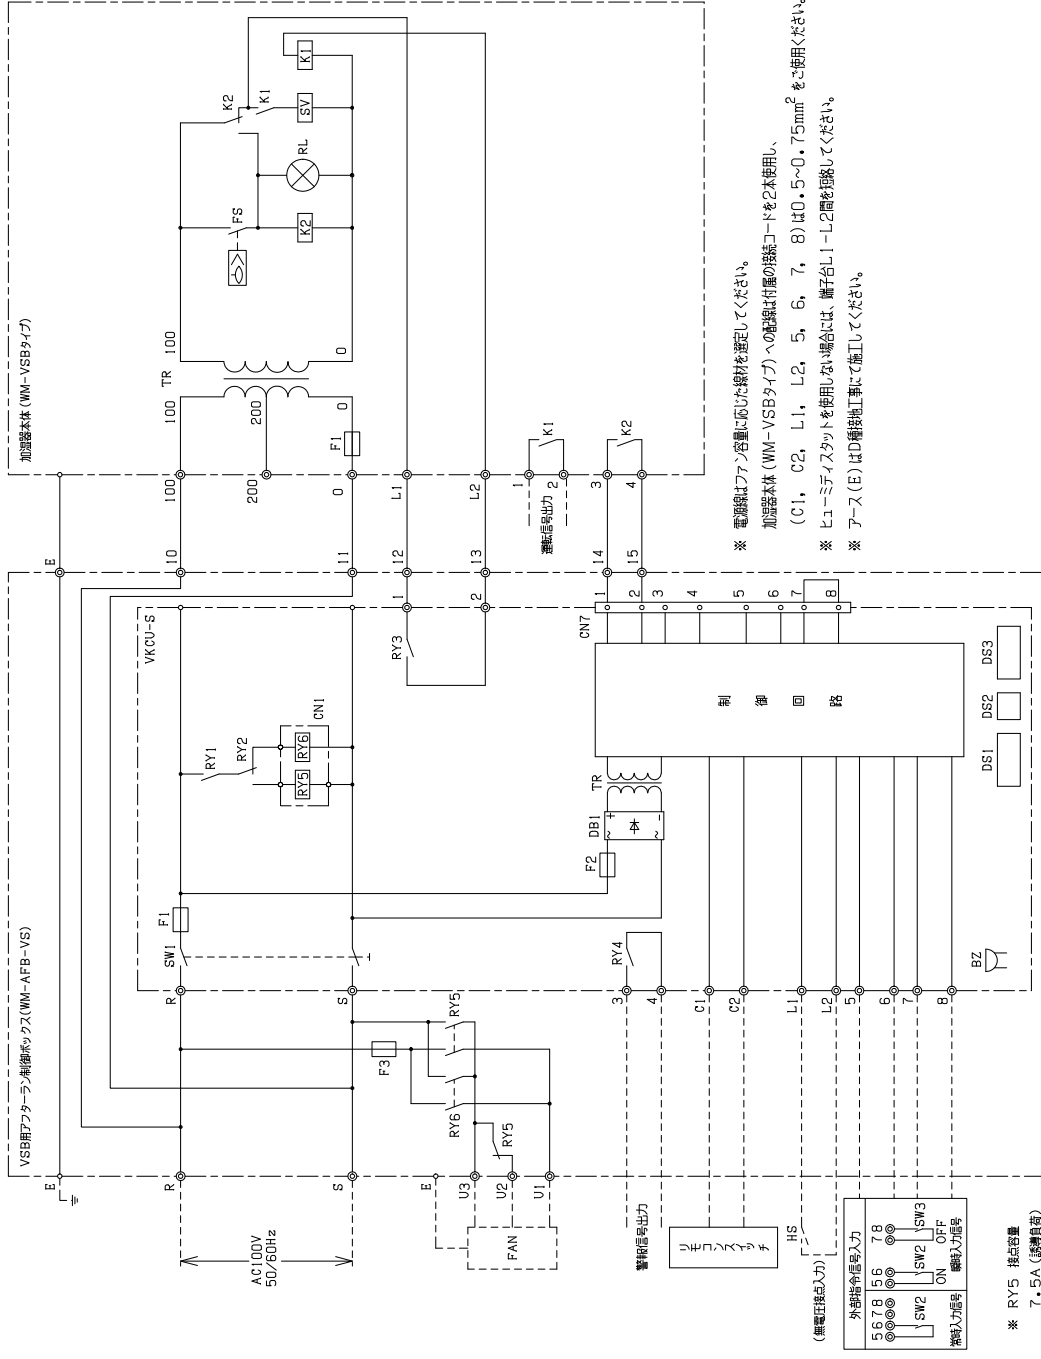 加湿器本体(WM-VSBタイプ)
K2
K1
K1
SV
RL
FS
K2
100
0
TR
100
200
0
F1
K1
K2
100
200
0
L1
L2
1
2
3
4
運転信号出力
E
10
11
12
13
14
15
VSB用アフターラン制御ボックス(WM-AFB-VS)
VKCU-S
1
2
RY3
CN7
1
2
3
4
5
6
7
8
RY1
RY2
CN1
RY5
RY6
制御回路
DS1
DS2
DS3
TR
DB1
+
-
~
~
F2
F1
SW1
RY4
BZ
R
S
3
4
C1
C2
L1
L2
5
6
7
8
F3
RY5
RY6
RY5
E
R
S
E
U3
U2
U1
FAN
AC100V
50/60Hz
警報信号出力
リモコンスイッチ
HS
(無電圧接点入力)
外部指令信号入力
5678
SW2
常時入力信号
56
SW2
ON
78
SW3
OFF
瞬時入力信号
※ RY5 接点容量
7.5A(誘導負荷)
※ 電源線はファン容量に応じた線材を選定してください。
加湿器本体(WM-VSBタイプ)への配線は付属の接続コードを2本使用し、
(C1, C2, L1, L2, 5, 6, 7, 8)は0.5~0.75mm2をご使用ください。
※ ヒューミディスタットを使用しない場合には、端子台L1-L2間を短絡してください。
※ アース(E)はD種接地工事にて施工してください。